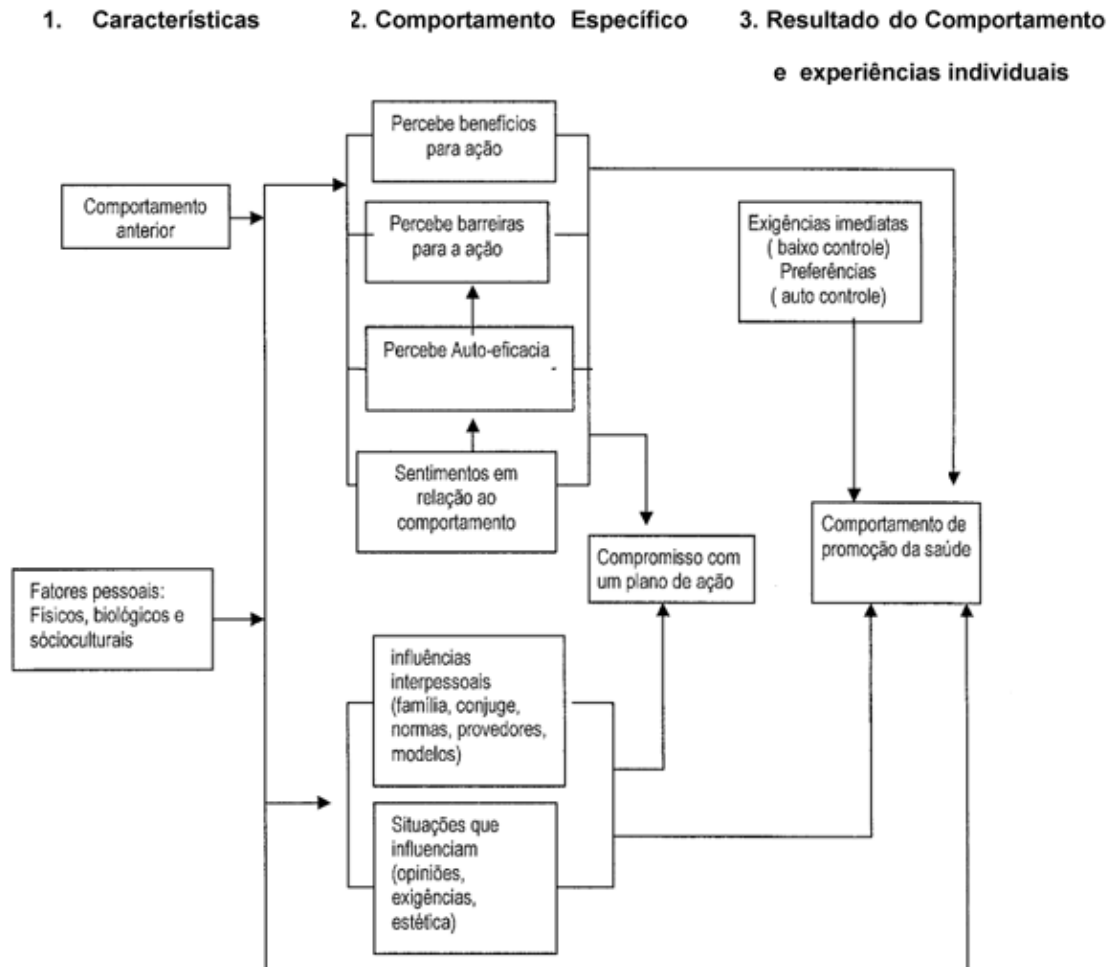 1. Características
2. Comportamento Específico
3. Resultado do Comportamento
e experiências individuais
Percebe benefícios
para ação
Comportamento
anterior
Percebe barreiras
para a ação
Exigências imediatas
( baixo controle)
Preferências
( auto controle)
Percebe Auto-eficacia
Sentimentos em
relação ao
comportamento
Compromisso com
um plano de ação
Comportamento de
promoção da saúde
Fatores pessoais:
Físicos, biológicos e
sócioculturais
influências
interpessoais
(família, conjuge,
normas, provedores,
modelos)
Situações que
influenciam
(opiniões,
exigências,
estética)